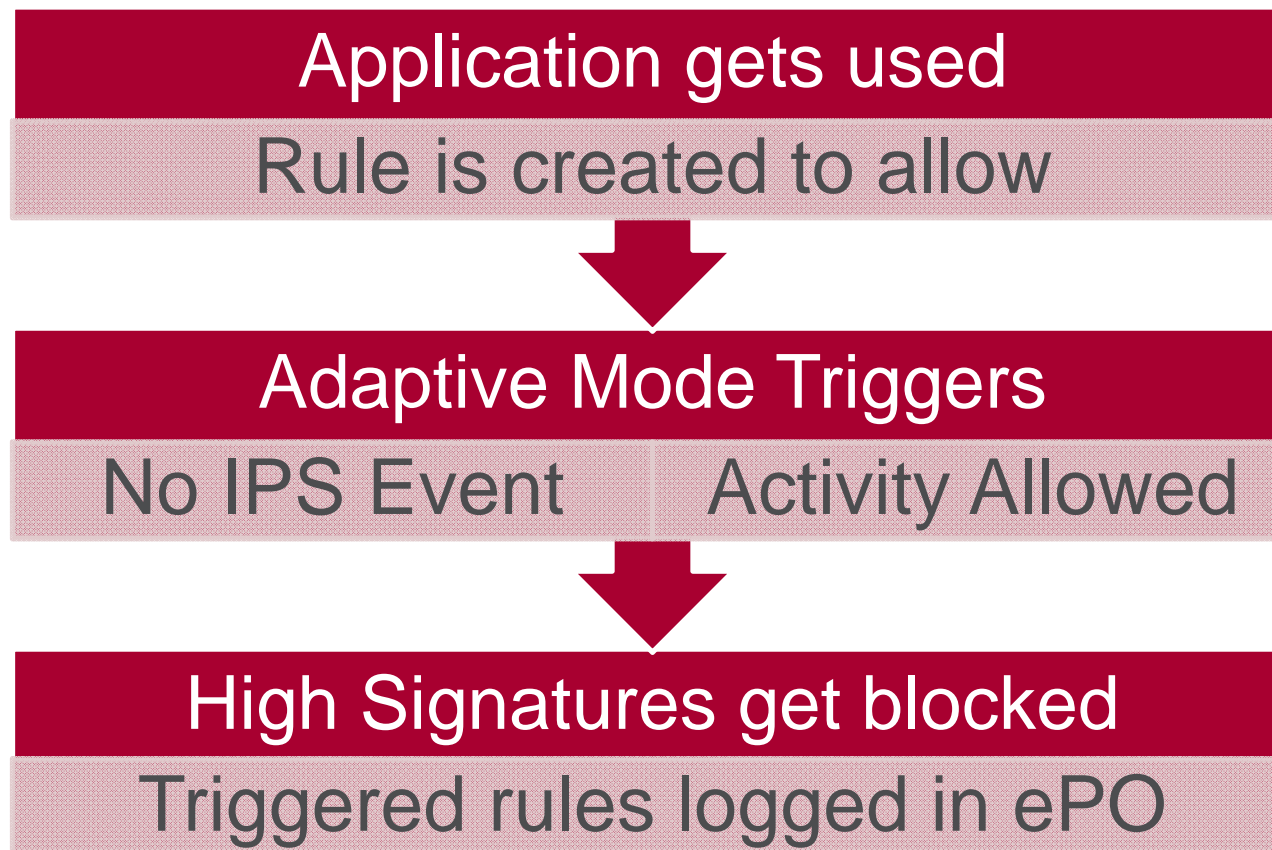 Application gets used
Rule is created to allow
Adaptive Mode Triggers
No IPS Event
Activity Allowed
High Signatures get blocked
Triggered rules logged in ePO